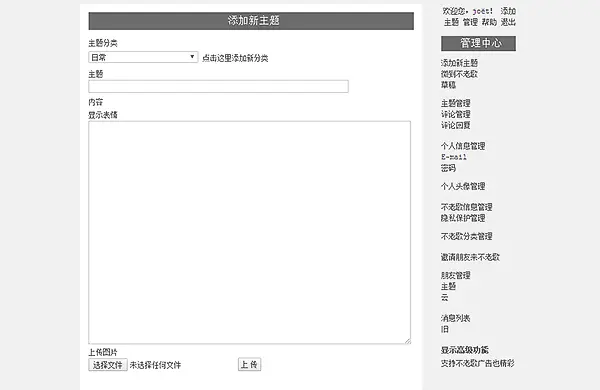 添加新主题
主题分类
日常
点击这里添加新分类
主题
内容
显示表情
上传图片
选择文件 未选择任何文件
上 传
欢迎您，joët! 添加
主题 管理 帮助 退出
管理中心
添加新主题
微到不老歌
草稿
主题管理
评论管理
评论回复
个人信息管理
E-mail
密码
个人头像管理
不老歌信息管理
隐私保护管理
不老歌分类管理
邀请朋友来不老歌
朋友管理
主题
云
消息列表
旧
显示高级功能
支持不老歌广告也精彩